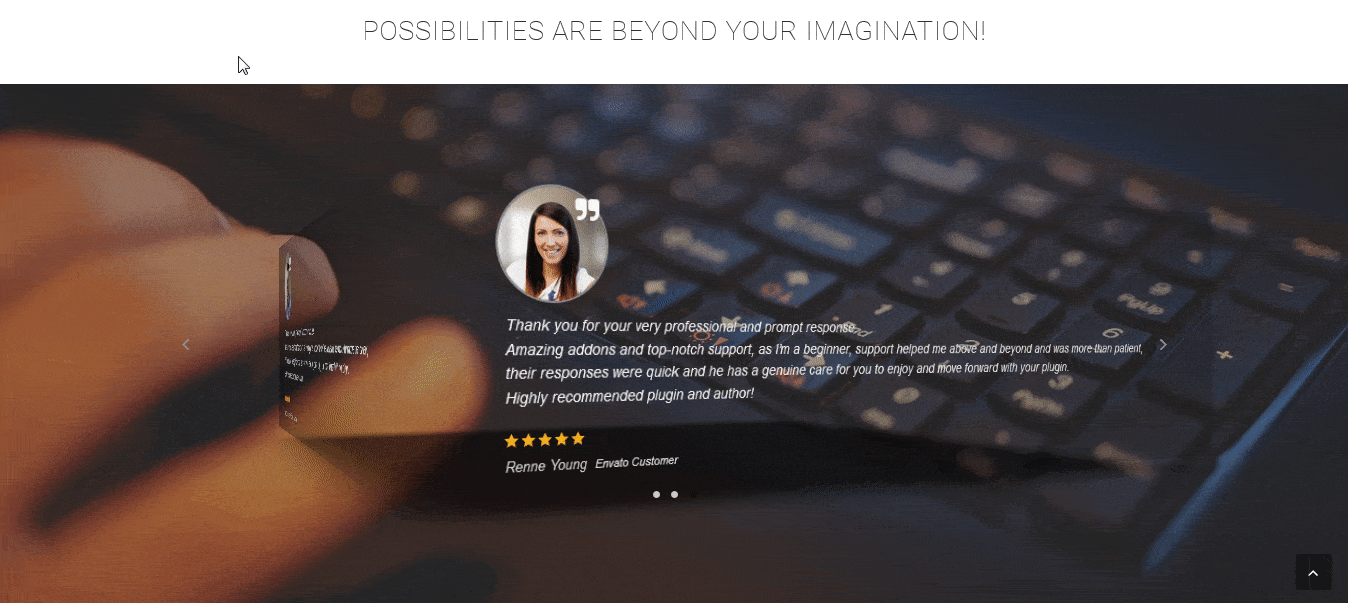 POSSIBILITIES ARE BEYOND YOUR IMAGINATION!
Thank you for your very professional and prompt response.
Amazing addons and top-notch support, as I'm a beginner, support helped me above and beyond and was more than patient,
their responses were quick and he has a genuine care for you to enjoy and move forward with your plugin.
Highly recommended plugin and author!
Renne Young Envato Customer